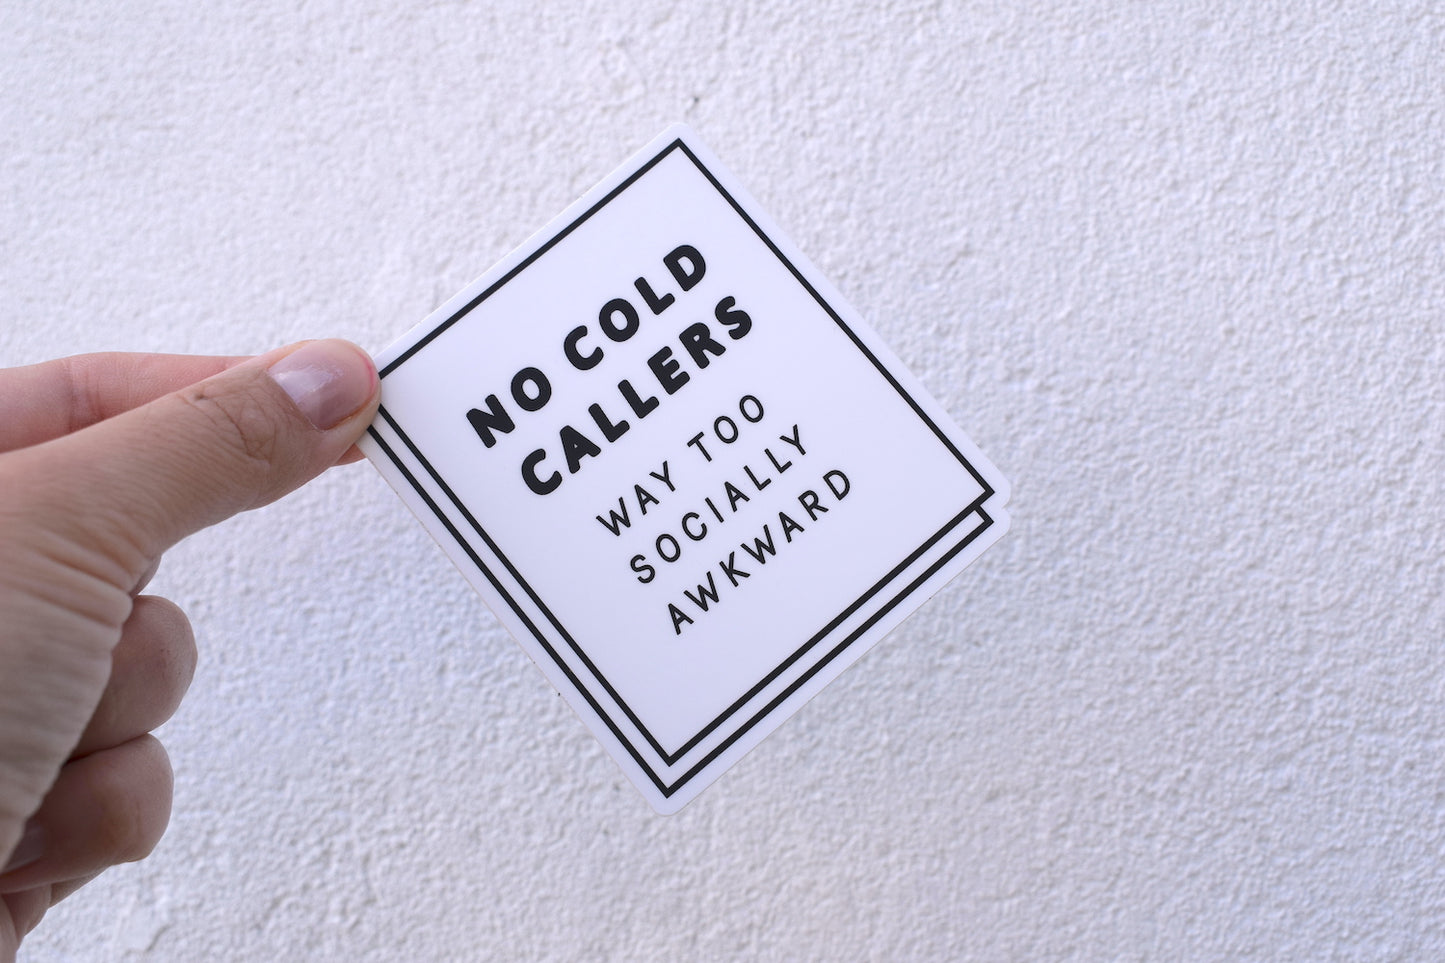 NO COLD
CALLERS
WAY TOO
SOCIALLY
AWKWARD